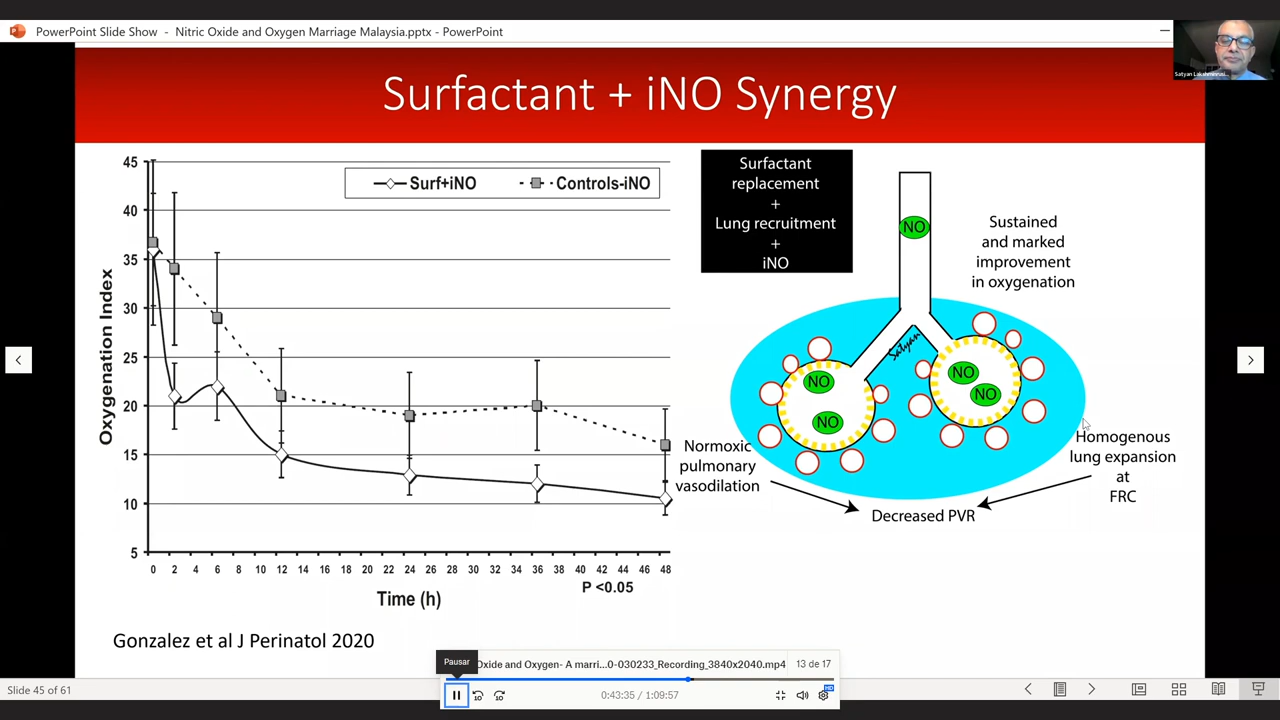 PowerPoint Slide Show - Nitric Oxide and Oxygen Marriage Malaysia.pptx - PowerPoint
Surfactant + iNO Synergy
Oxygenation Index
45
40
35
30
25
20
15
10
5
Surf+iNO
Controls-iNO
0 2 4 6 8 10 12 14 16 18 20 22 24 26 28 30 32 34 36 38 40 42 44 46 48
P <0.05
Time (h)
Gonzalez et al J Perinatol 2020
Surfactant
replacement
+
Lung recruitment
+
iNO
NO
Sustained
and marked
improvement
in oxygenation
Satyan
NO
NO
NO
NO
Normoxic
pulmonary
vasodilation
Homogenous
lung expansion
at
FRC
Decreased PVR
Pausar
Oxide and Oxygen- A marri...0-030233_Recording_3840x2040.mp4
13 de 17
10
10
0:43:35 / 1:09:57
HD
Slide 45 of 61